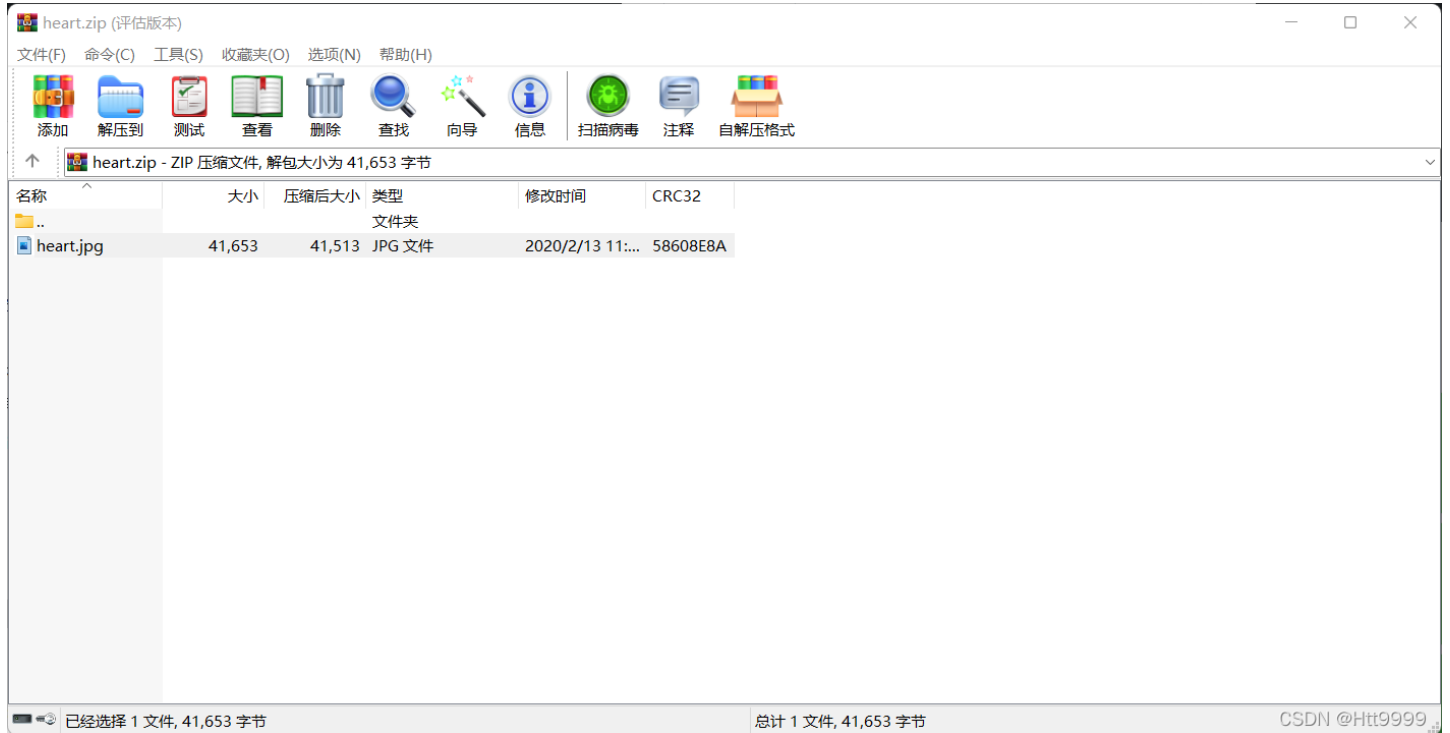 heart.zip (评估版本)
文件(F) 命令(C) 工具(S) 收藏夹(O) 选项(N) 帮助(H)
添加 解压到 测试 查看 删除 查找 向导 信息 扫描病毒 注释 自解压格式
heart.zip - ZIP 压缩文件, 解包大小为 41,653 字节
名称 大小 压缩后大小 类型 修改时间 CRC32
.. 文件夹
heart.jpg 41,653 41,513 JPG 文件 2020/2/13 11:... 58608E8A
已经选择 1 文件, 41,653 字节 总计 1 文件, 41,653 字节
CSDN @Htt9999